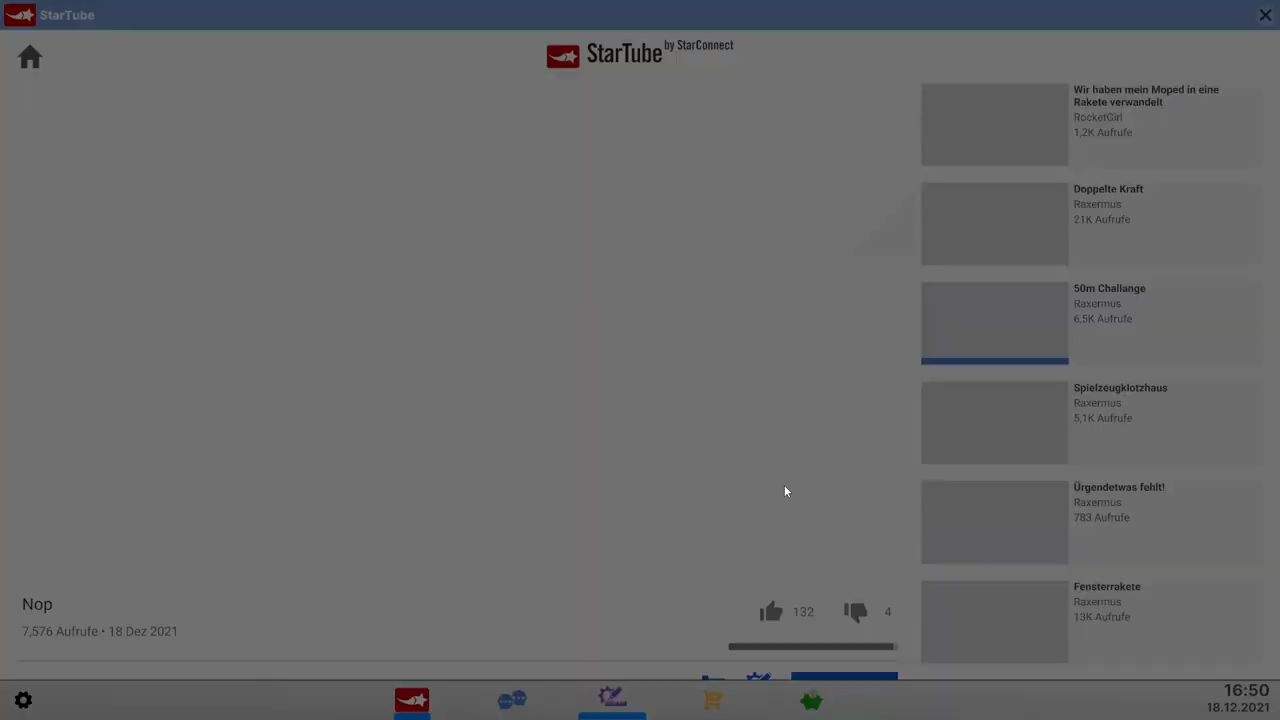 StarTube
StarTube by StarConnect
Wir haben mein Moped in eine
Rakete verwandelt
RocketGirl
1,2K Aufrufe
Doppelte Kraft
Raxermus
21K Aufrufe
50m Challange
Raxermus
6,5K Aufrufe
Spielzeugklotzhaus
Raxermus
5,1K Aufrufe
Ürgendetwas fehlt!
Raxermus
783 Aufrufe
Fensterrakete
Raxermus
13K Aufrufe
Nop
132
4
7,576 Aufrufe • 18 Dez 2021
16:50
18.12.2021